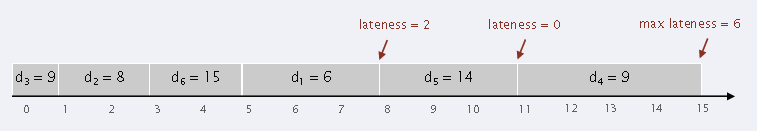 lateness = 2 lateness = 0 max lateness = 6
d₃ = 9 d₂ = 8 d₆ = 15 d₁ = 6 d₅ = 14 d₄ = 9
0 1 2 3 4 5 6 7 8 9 10 11 12 13 14 15